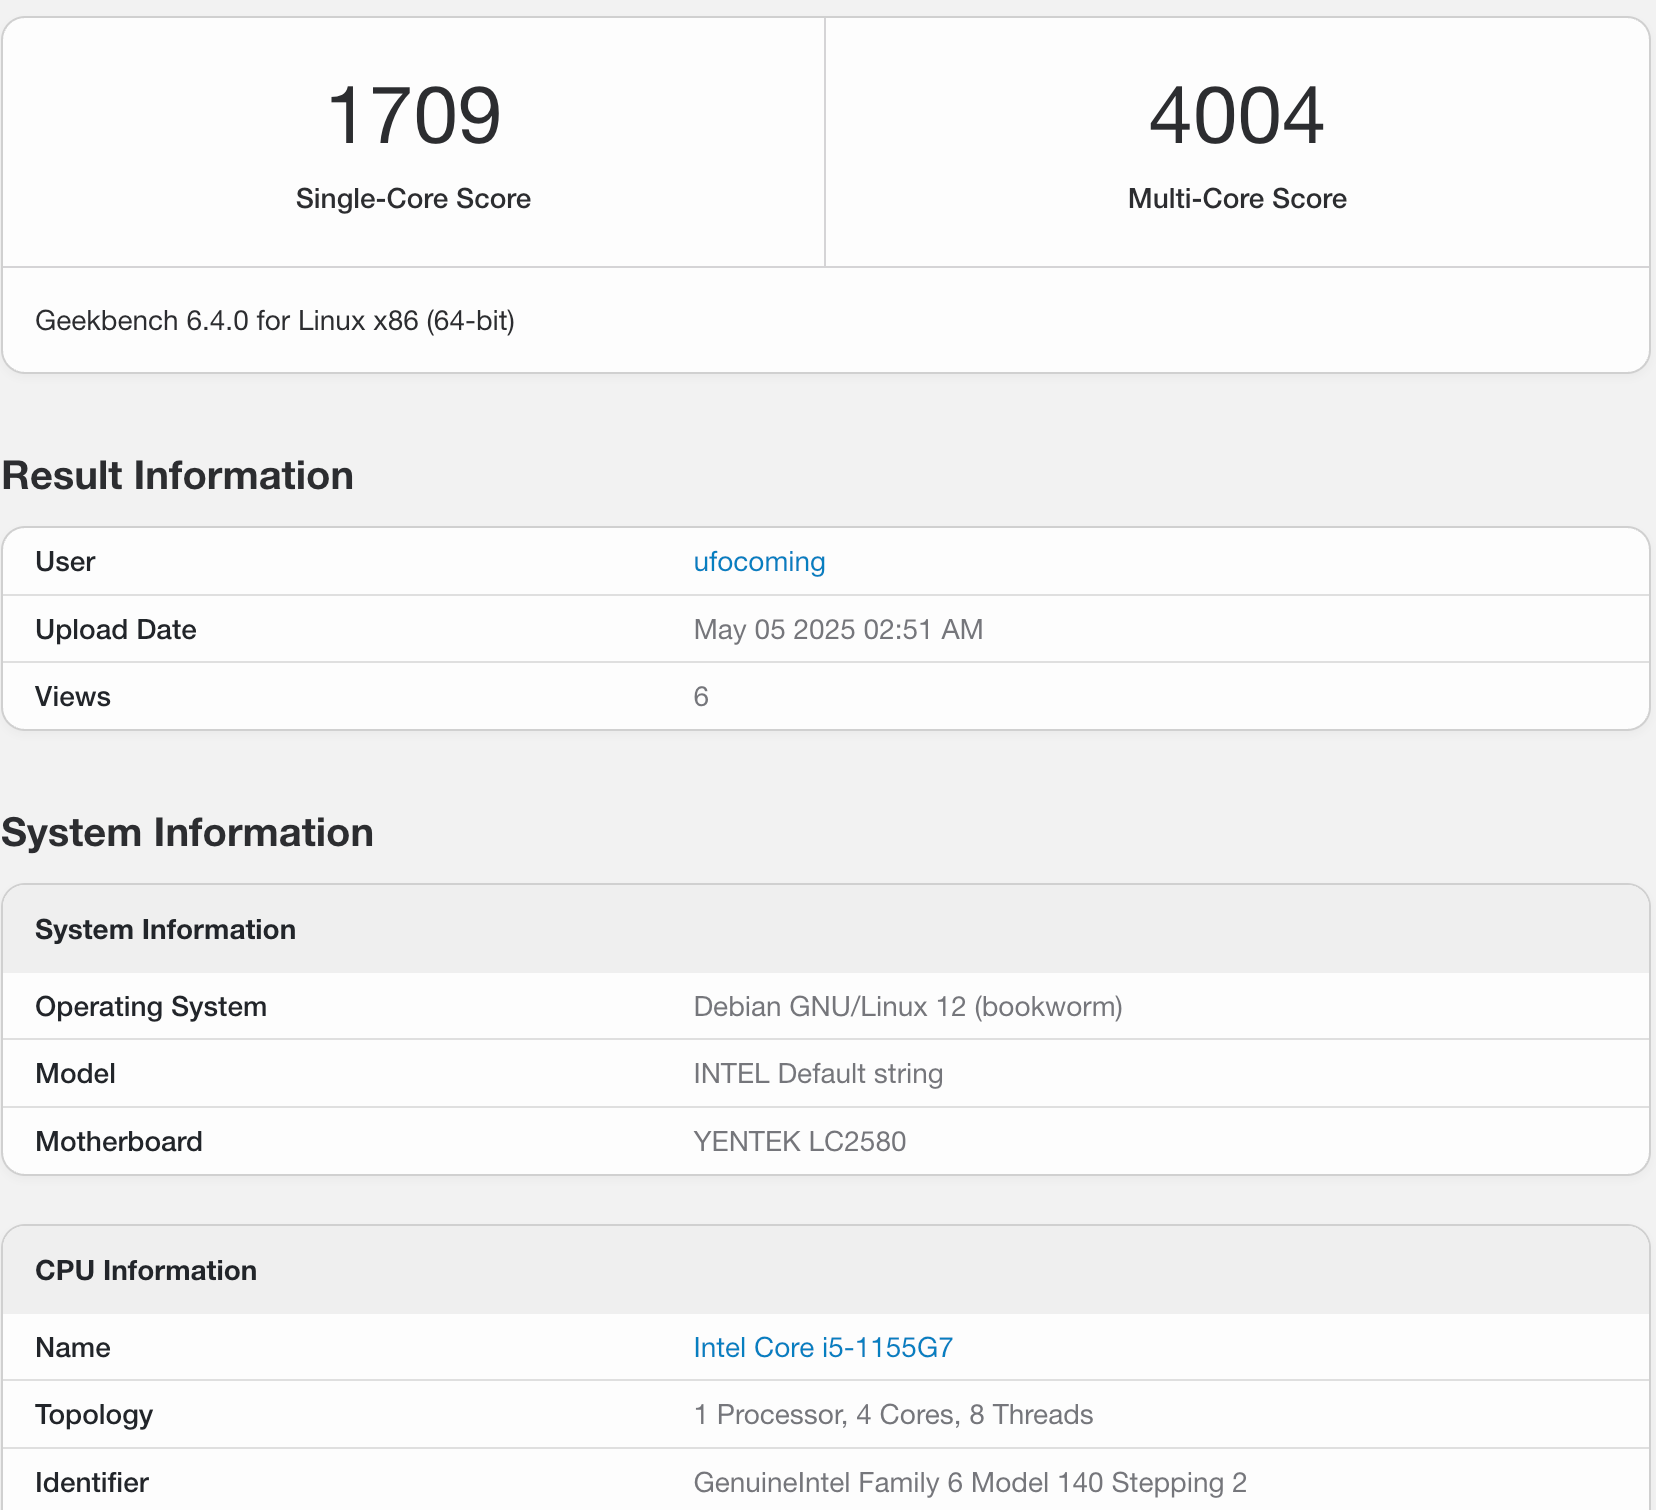 1709
Single-Core Score
4004
Multi-Core Score
Geekbench 6.4.0 for Linux x86 (64-bit)
Result Information
User ufocoming
Upload Date May 05 2025 02:51 AM
Views 6
System Information
System Information
Operating System Debian GNU/Linux 12 (bookworm)
Model INTEL Default string
Motherboard YENTEK LC2580
CPU Information
Name Intel Core i5-1155G7
Topology 1 Processor, 4 Cores, 8 Threads
Identifier GenuineIntel Family 6 Model 140 Stepping 2